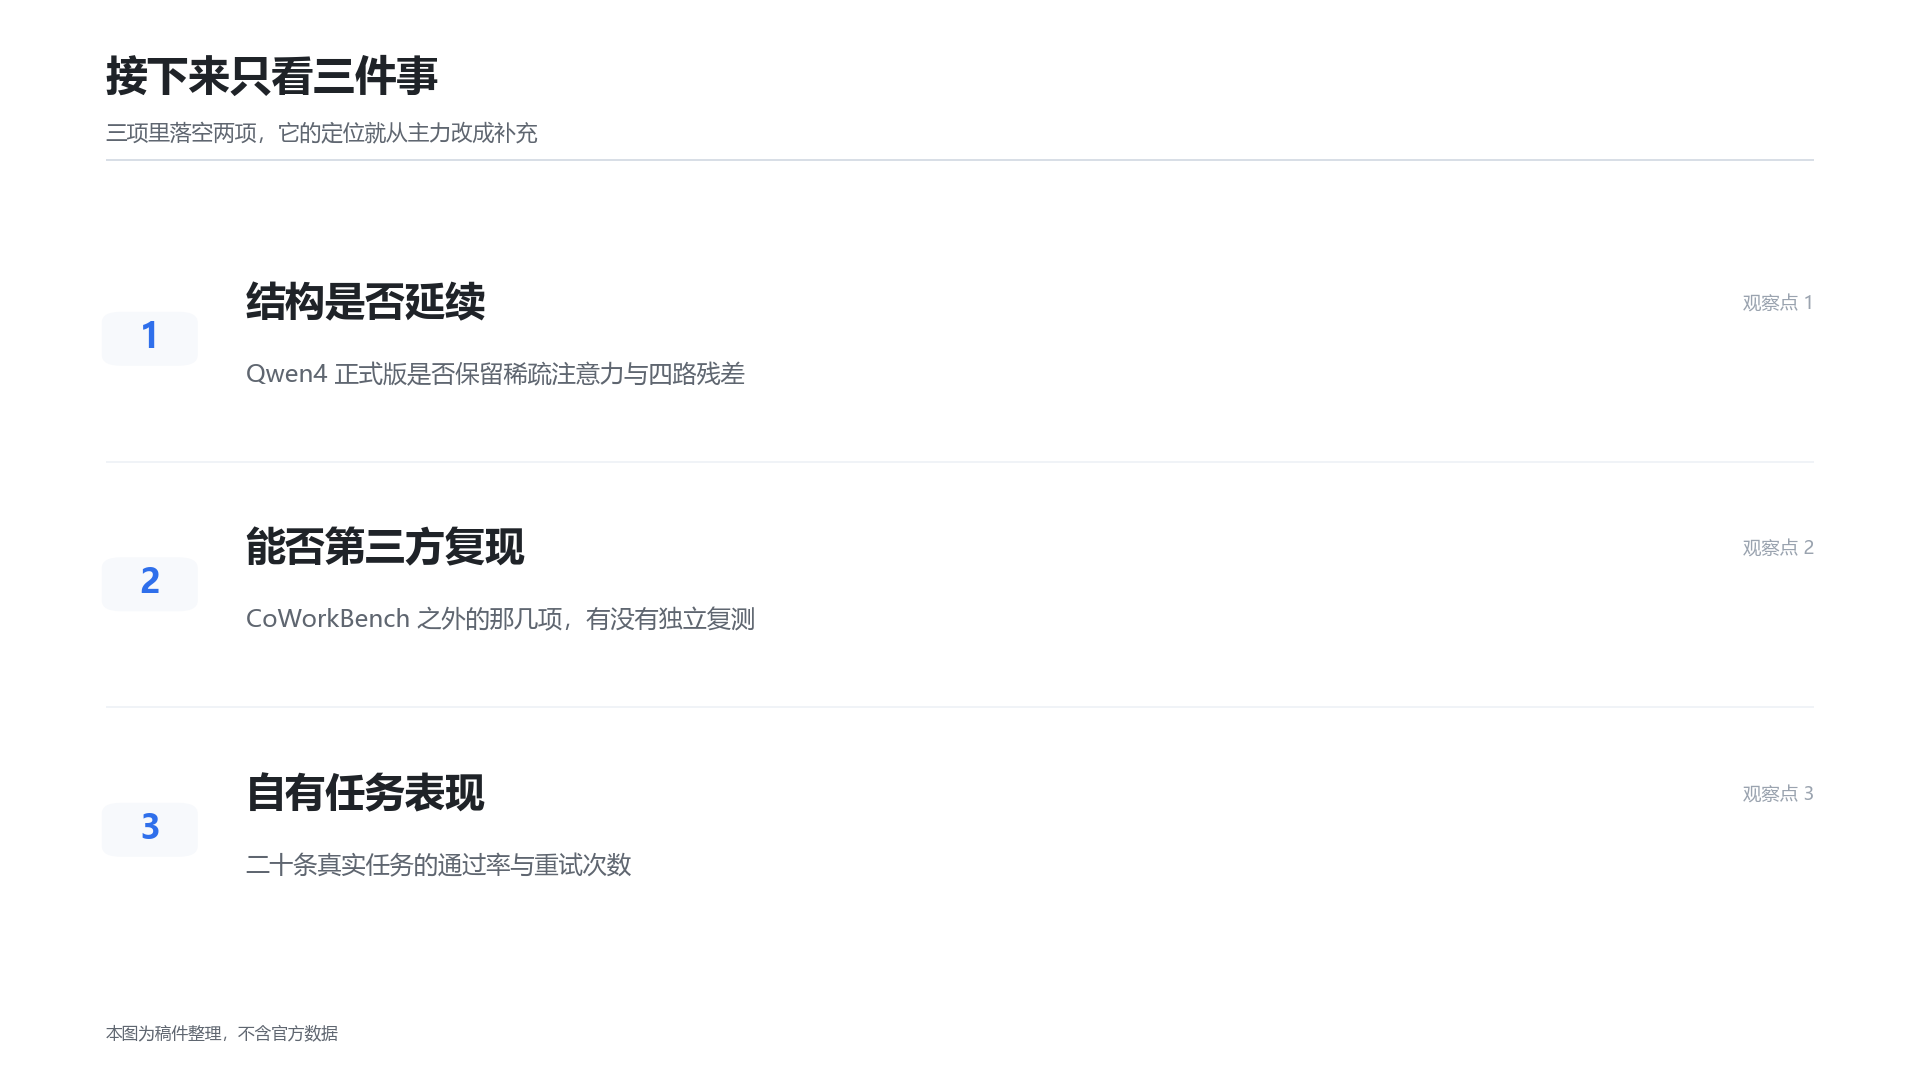 接下来只看三件事
三项里落空两项，它的定位就从主力改成补充
结构是否延续
观察点 1
1
Qwen4 正式版是否保留稀疏注意力与四路残差
能否第三方复现
观察点 2
2
CoWorkBench 之外的那几项，有没有独立复测
自有任务表现
观察点 3
3
二十条真实任务的通过率与重试次数
本图为稿件整理，不含官方数据